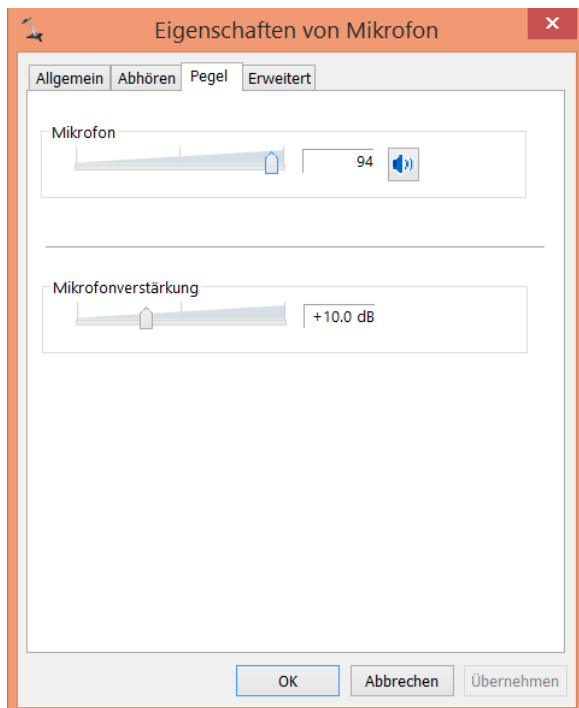 Eigenschaften von Mikrofon
Allgemein Abhören Pegel Erweitert
Mikrofon
94
Mikrofonverstärkung
+10.0 dB
OK Abbrechen Übernehmen